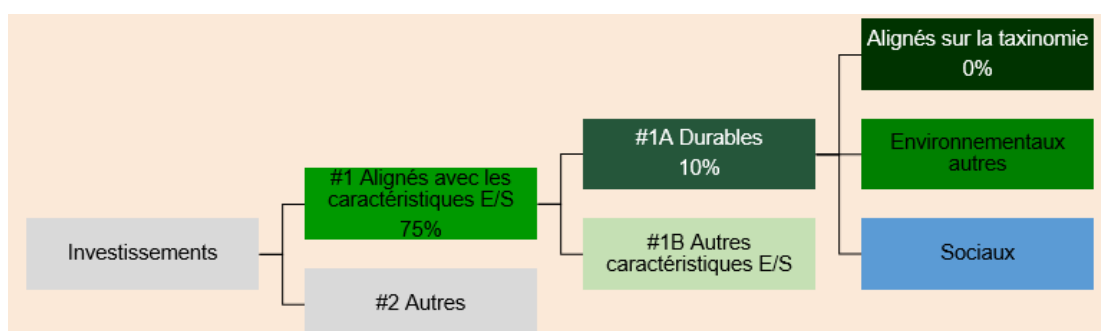 Alignés sur la taxinomie
0%
#1A Durables
10%
Environnementaux
autres
#1 Alignés avec les
caractéristiques E/S
75%
Investissements
#1B Autres
caractéristiques E/S
Sociaux
#2 Autres